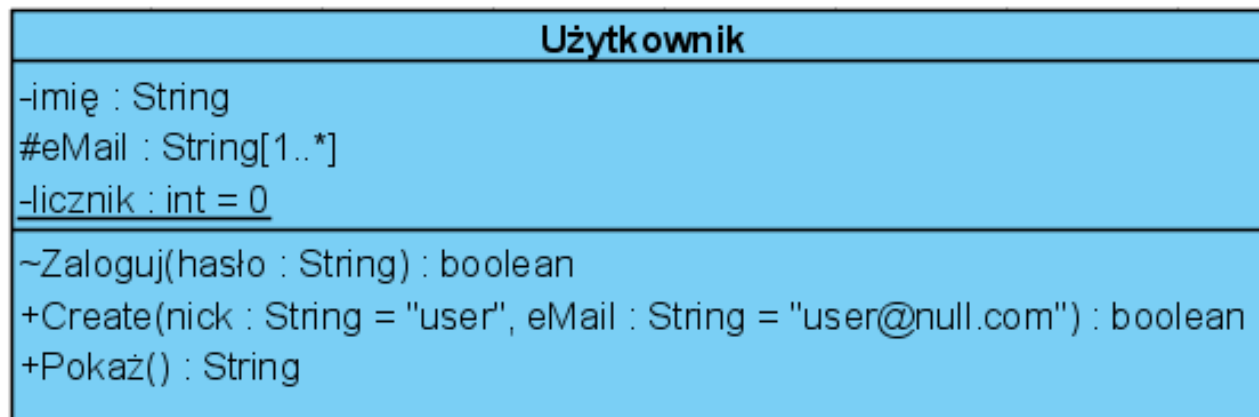 Użytkownik
-imię : String
#eMail : String[1..*]
-licznik : int = 0
~Zaloguj(hasło : String) : boolean
+Create(nick : String = "user", eMail : String = "user@null.com") : boolean
+Pokaż() : String